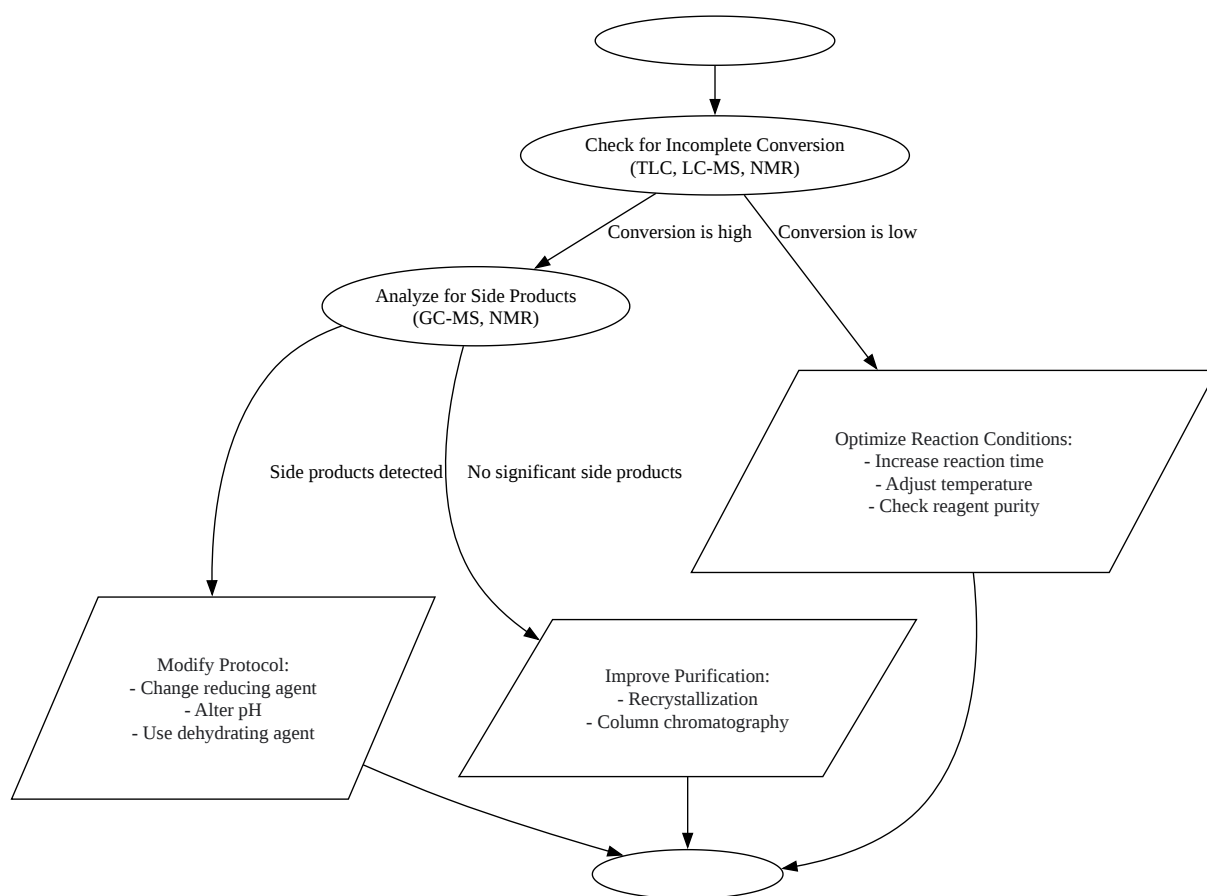 Check for Incomplete Conversion
(TLC, LC-MS, NMR)
Conversion is high
Conversion is low
Analyze for Side Products
(GC-MS, NMR)
Optimize Reaction Conditions:
- Increase reaction time
- Adjust temperature
- Check reagent purity
Side products detected
No significant side products
Modify Protocol:
- Change reducing agent
- Alter pH
- Use dehydrating agent
Improve Purification:
- Recrystallization
- Column chromatography